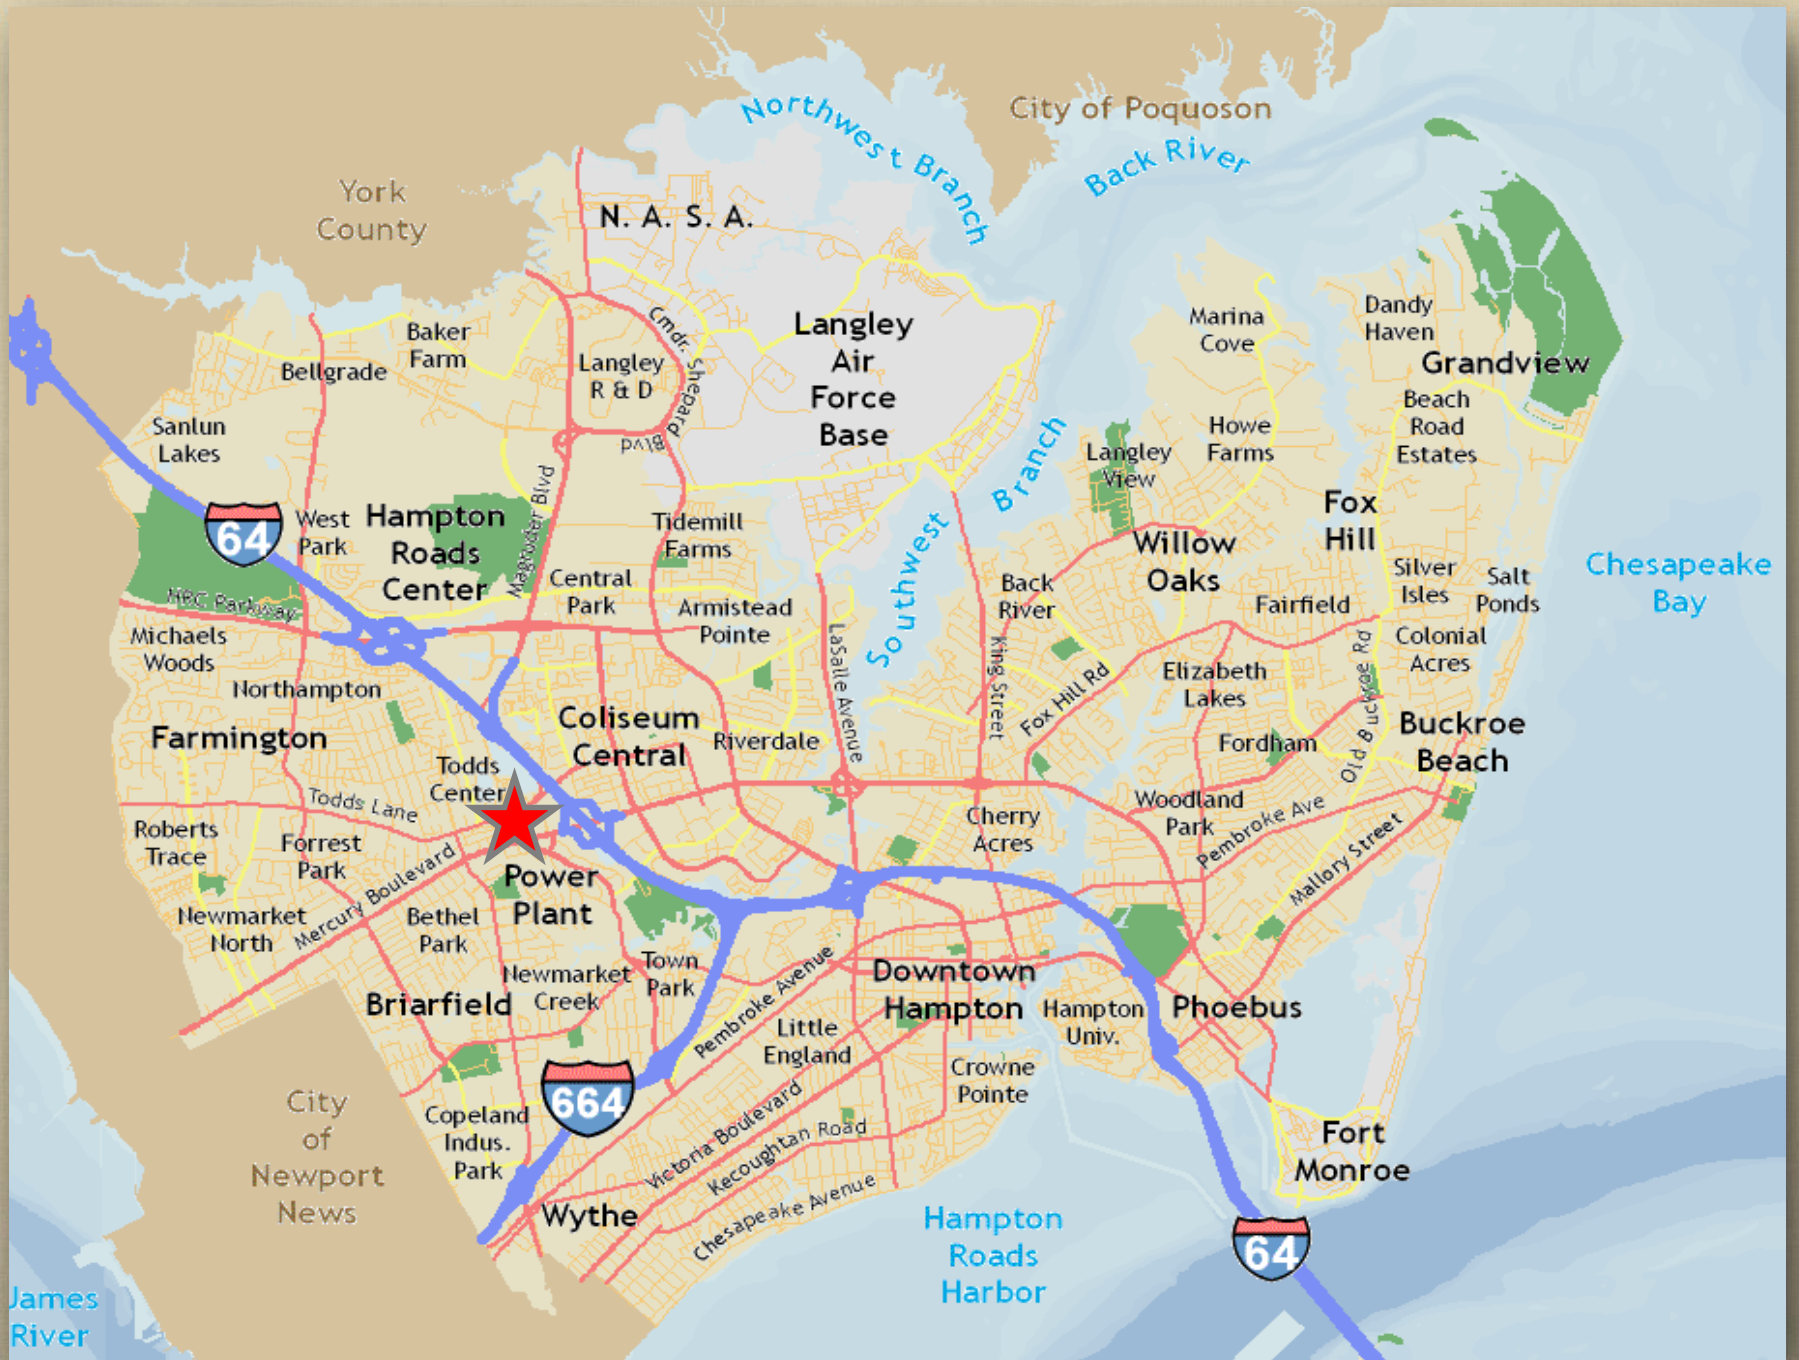 City of Poquoson
Northwest Branch
Back River
York
County
N. A. S. A.
Langley
Air
Force
Base
Cmdr. Shepard
Blvd
Marina
Cove
Dandy
Haven
Grandview
Baker
Farm
Bellgrade
Langley
R & D
Beach
Road
Estates
Howe
Farms
Sanlun
Lakes
Langley
View
Southwest
Branch
Fox
Hill
64
West
Park
Hampton
Roads
Center
Magruder Blvd
Tidemill
Farms
Willow
Oaks
Chesapeake
Bay
Silver
Isles
Salt
Ponds
Central
Park
Back
River
Fairfield
HRC Parkway
Armistead
Pointe
Michaels
Woods
Colonial
Acres
LaSalle Avenue
King Street
Fox Hill Rd
Elizabeth
Lakes
Old Buckroe Rd
Northampton
Farmington
Coliseum
Central
Riverdale
Fordham
Buckroe
Beach
Todds
Center
Todds Lane
Woodland
Park
Pembroke Ave
Mallory Street
Cherry
Acres
Roberts
Trace
Forrest
Park
Mercury Boulevard
Power
Plant
Newmarket
North
Bethel
Park
Newmarket
Creek
Town
Park
Pembroke Avenue
Downtown
Hampton
Hampton
Univ.
Phoebus
Briarfield
Little
England
Crowne
Pointe
664
City
of
Newport
News
Copeland
Indus.
Park
Victoria Boulevard
Kecoughtan Road
Chesapeake Avenue
Wythe
Fort
Monroe
Hampton
Roads
Harbor
64
James
River